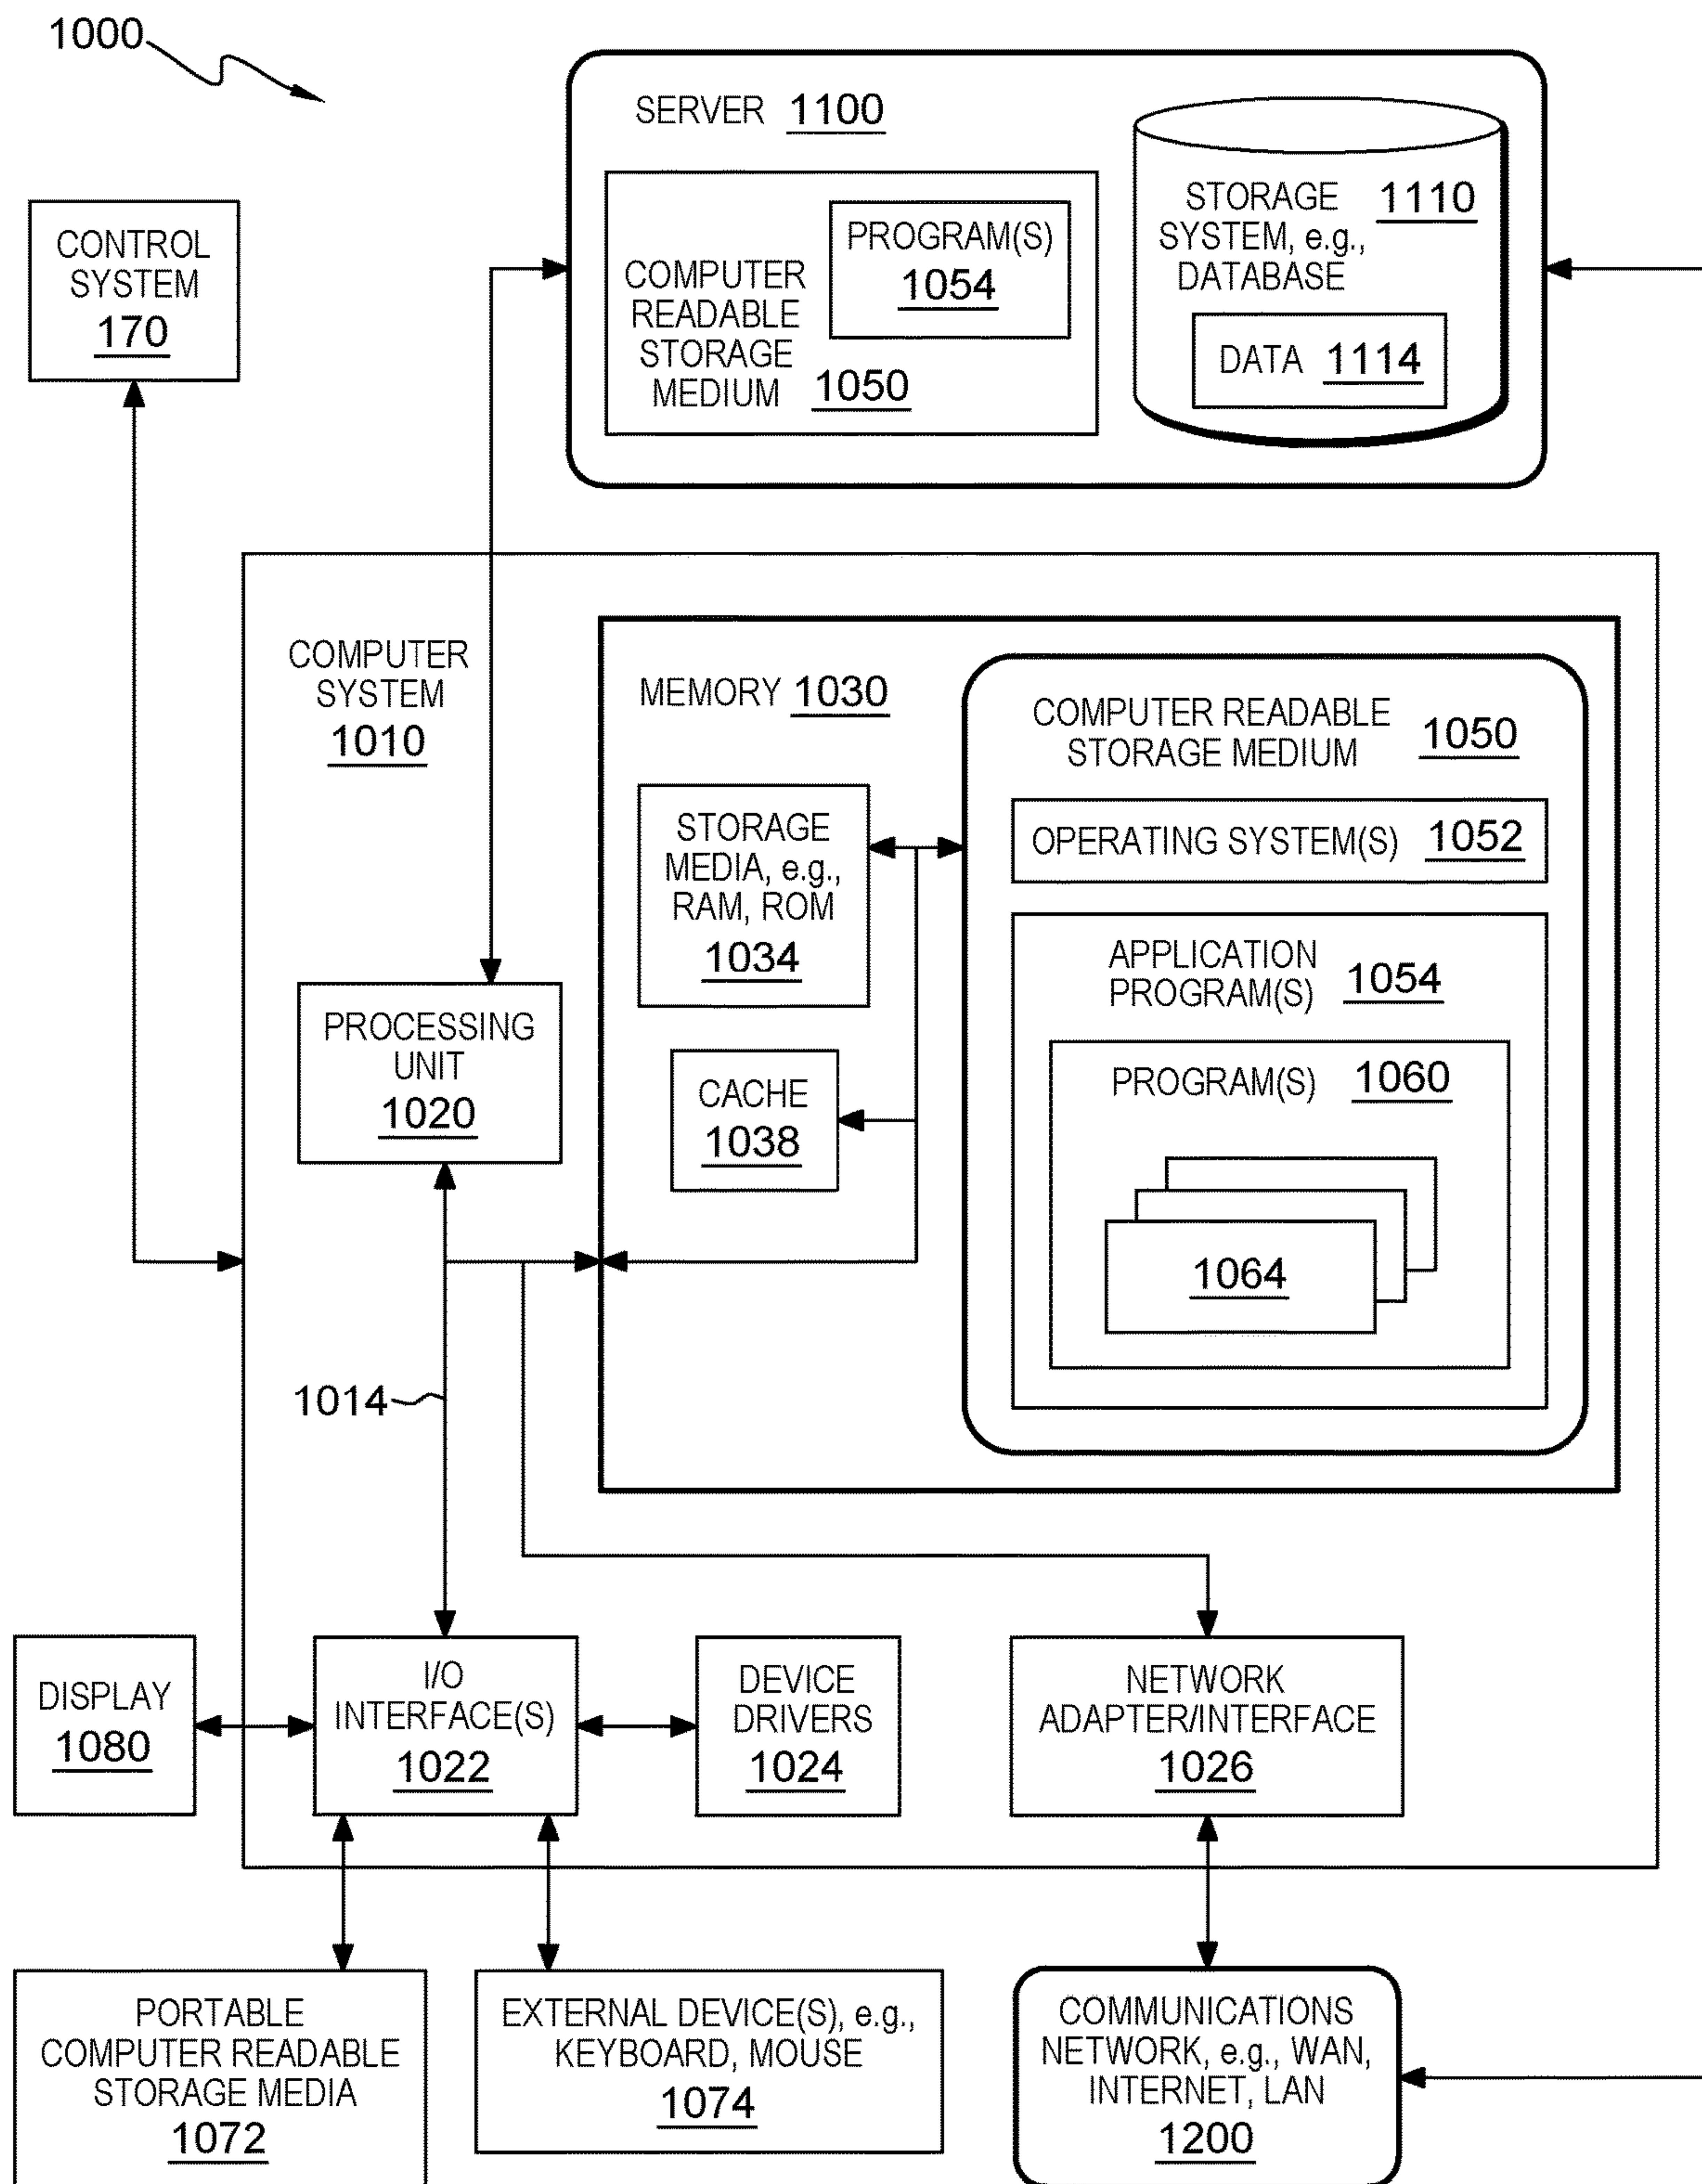 1000
SERVER 1100
CONTROL
SYSTEM
170
COMPUTER
READABLE
STORAGE
MEDIUM 1050
PROGRAM(S)
1054
STORAGE 1110
SYSTEM, e.g.,
DATABASE
DATA 1114
COMPUTER
SYSTEM
1010
MEMORY 1030
COMPUTER READABLE
STORAGE MEDIUM 1050
STORAGE
MEDIA, e.g.,
RAM, ROM
1034
OPERATING SYSTEM(S) 1052
APPLICATION
PROGRAM(S) 1054
PROCESSING
UNIT
1020
CACHE
1038
PROGRAM(S) 1060
1064
1014
DISPLAY
1080
I/O
INTERFACE(S)
1022
DEVICE
DRIVERS
1024
NETWORK
ADAPTER/INTERFACE
1026
PORTABLE
COMPUTER READABLE
STORAGE MEDIA
1072
EXTERNAL DEVICE(S), e.g.,
KEYBOARD, MOUSE
1074
COMMUNICATIONS
NETWORK, e.g., WAN,
INTERNET, LAN
1200